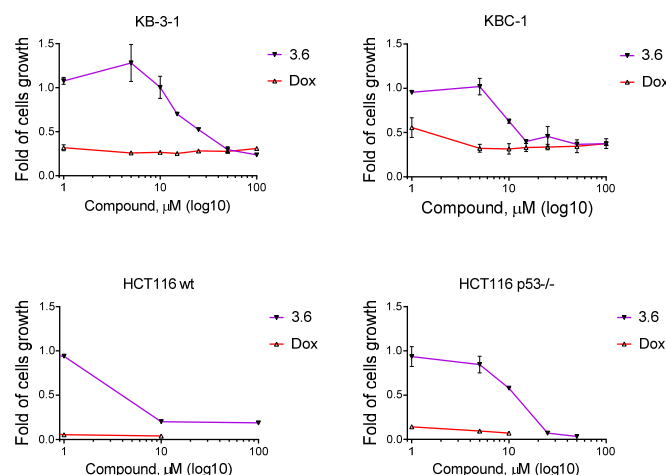 KB-3-1
Fold of cells growth
1.5
1.0
0.5
0.0
1
10
100
Compound, μM (log10)
3.6
Dox
KBC-1
Fold of cells growth
1.5
1.0
0.5
0.0
1
10
100
Compound, μM (log10)
3.6
Dox
HCT116 wt
Fold of cells growth
1.5
1.0
0.5
0.0
1
10
100
Compound, μM (log10)
3.6
Dox
HCT116 p53-/-
Fold of cells growth
1.5
1.0
0.5
0.0
1
10
100
Compound, μM (log10)
3.6
Dox